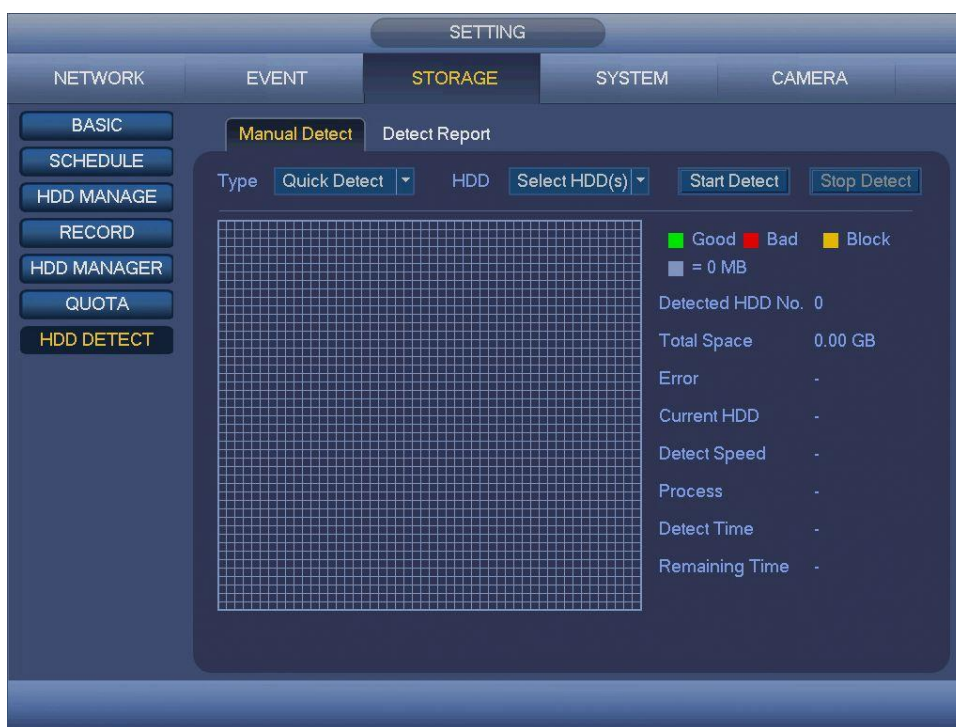 SETTING
NETWORK EVENT STORAGE SYSTEM CAMERA
BASIC
SCHEDULE
HDD MANAGE
RECORD
HDD MANAGER
QUOTA
HDD DETECT
Manual Detect Detect Report
Type Quick Detect HDD Select HDD(s) Start Detect Stop Detect
Good Bad Block
= 0 MB
Detected HDD No. 0
Total Space 0.00 GB
Error -
Current HDD -
Detect Speed -
Process -
Detect Time -
Remaining Time -